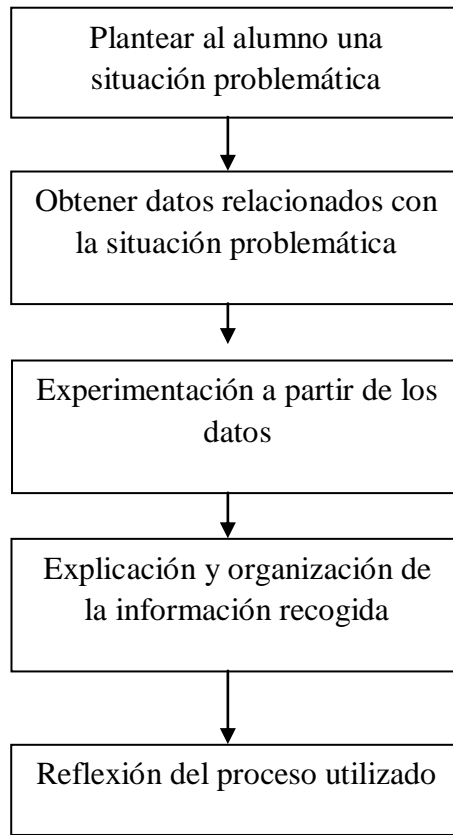 Plantear al alumno una
situación problemática
Obtener datos relacionados con
la situación problemática
Experimentación a partir de los
datos
Explicación y organización de
la información recogida
Reflexión del proceso utilizado